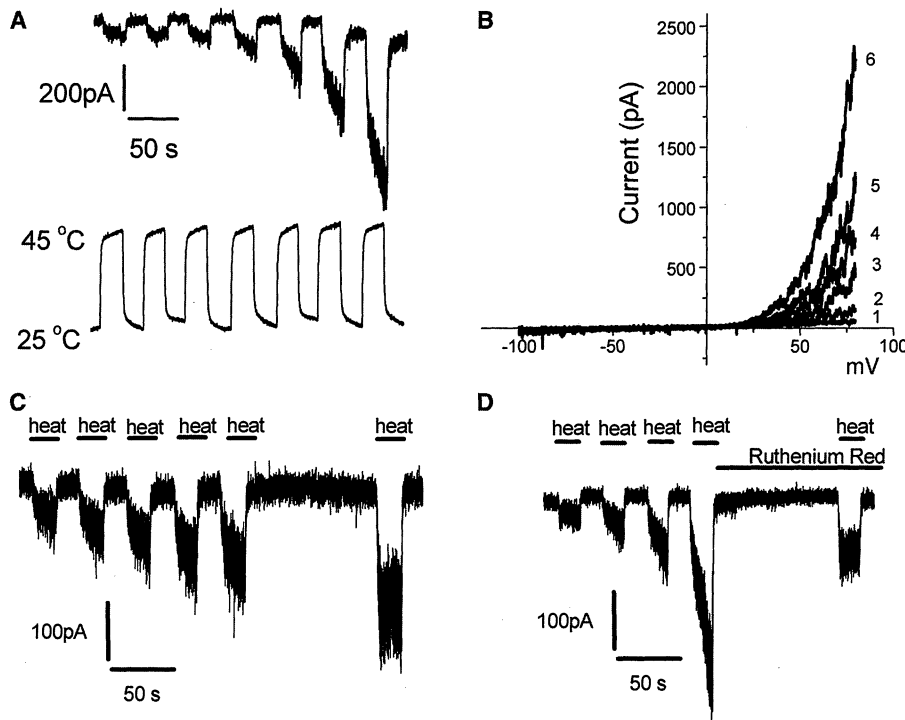 A
200pA
50 s
45 °C
25 °C
B
Current (pA)
2500
2000
1500
1000
500
-100
-50
0
50
100
mV
6
5
4
3
2
1
C
heat heat heat heat heat heat
100pA
50 s
D
heat heat heat heat heat
Ruthenium Red
100pA
50 s